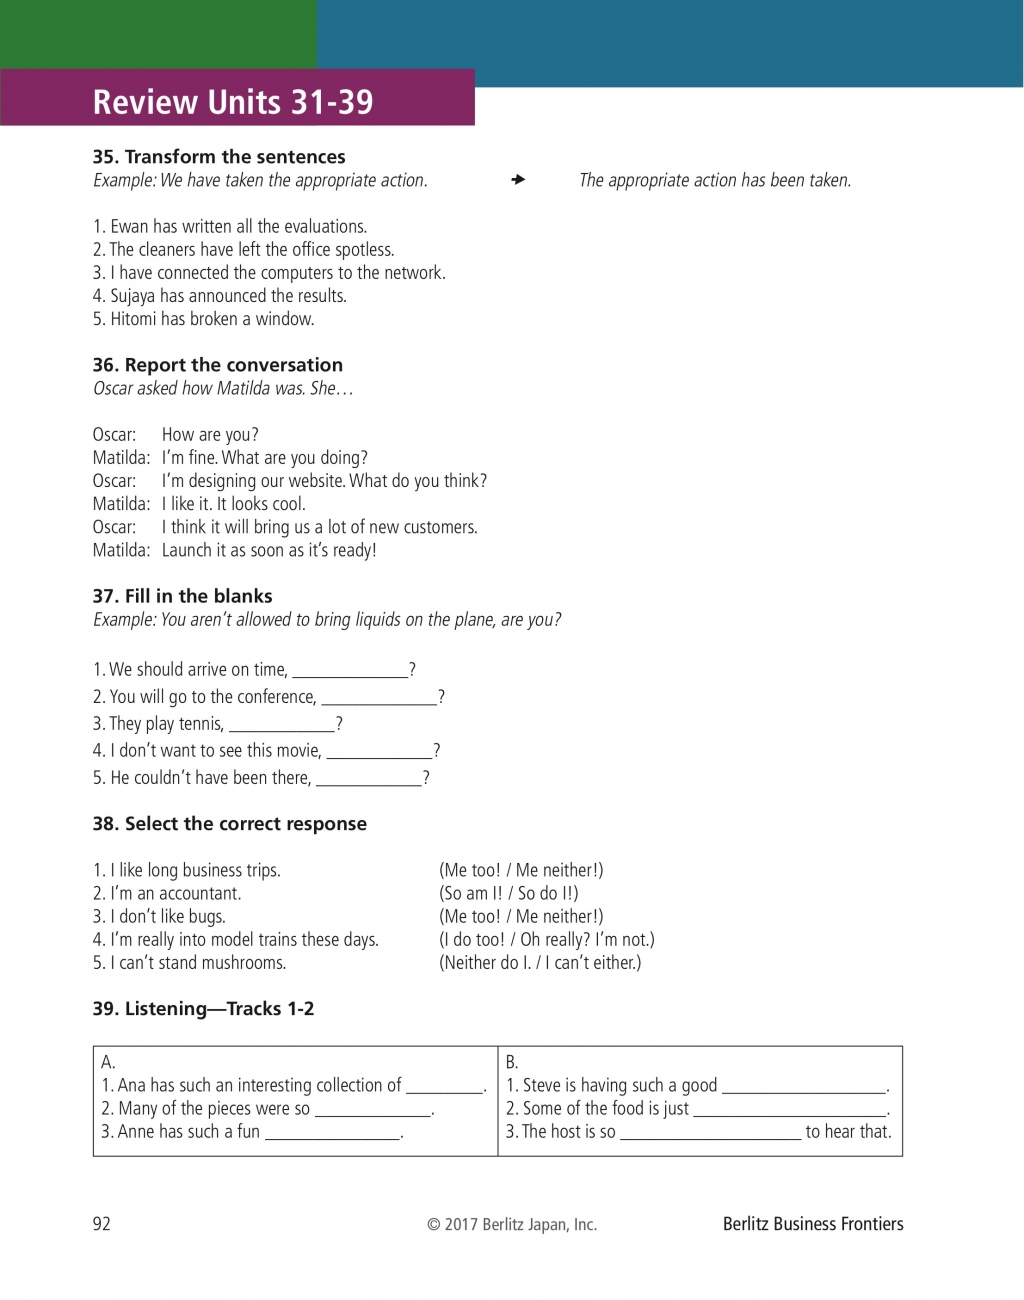 Review Units 31-39
35. Transform the sentences
Example: We have taken the appropriate action. ➔ The appropriate action has been taken.
1. Ewan has written all the evaluations.
2. The cleaners have left the office spotless.
3. I have connected the computers to the network.
4. Sujaya has announced the results.
5. Hitomi has broken a window.
36. Report the conversation
Oscar asked how Matilda was. She…
Oscar: How are you?
Matilda: I’m fine. What are you doing?
Oscar: I’m designing our website. What do you think?
Matilda: I like it. It looks cool.
Oscar: I think it will bring us a lot of new customers.
Matilda: Launch it as soon as it’s ready!
37. Fill in the blanks
Example: You aren’t allowed to bring liquids on the plane, are you?
1. We should arrive on time, ____________?
2. You will go to the conference, ____________?
3. They play tennis, ___________?
4. I don’t want to see this movie, ___________?
5. He couldn’t have been there, ___________?
38. Select the correct response
1. I like long business trips. (Me too! / Me neither!)
2. I’m an accountant. (So am I! / So do I!)
3. I don’t like bugs. (Me too! / Me neither!)
4. I’m really into model trains these days. (I do too! / Oh really? I’m not.)
5. I can’t stand mushrooms. (Neither do I. / I can’t either.)
39. Listening—Tracks 1-2
A.
1. Ana has such an interesting collection of ________.
2. Many of the pieces were so ____________.
3. Anne has such a fun ______________.
B.
1. Steve is having such a good _________________.
2. Some of the food is just ____________________.
3. The host is so ___________________ to hear that.
92 © 2017 Berlitz Japan, Inc. Berlitz Business Frontiers